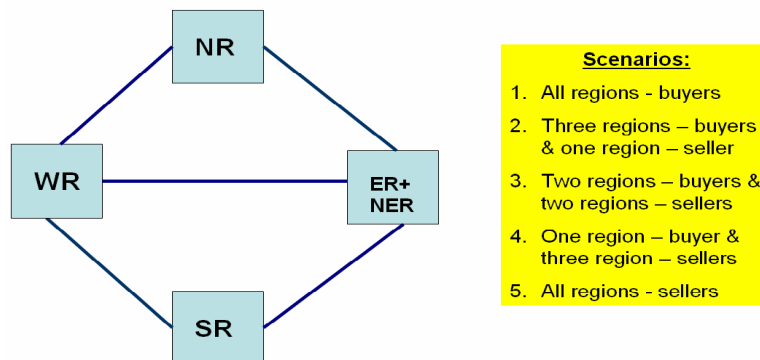 NR
WR
ER+
NER
SR
Scenarios:
1. All regions - buyers
2. Three regions – buyers
& one region – seller
3. Two regions – buyers &
two regions – sellers
4. One region – buyer &
three region – sellers
5. All regions - sellers